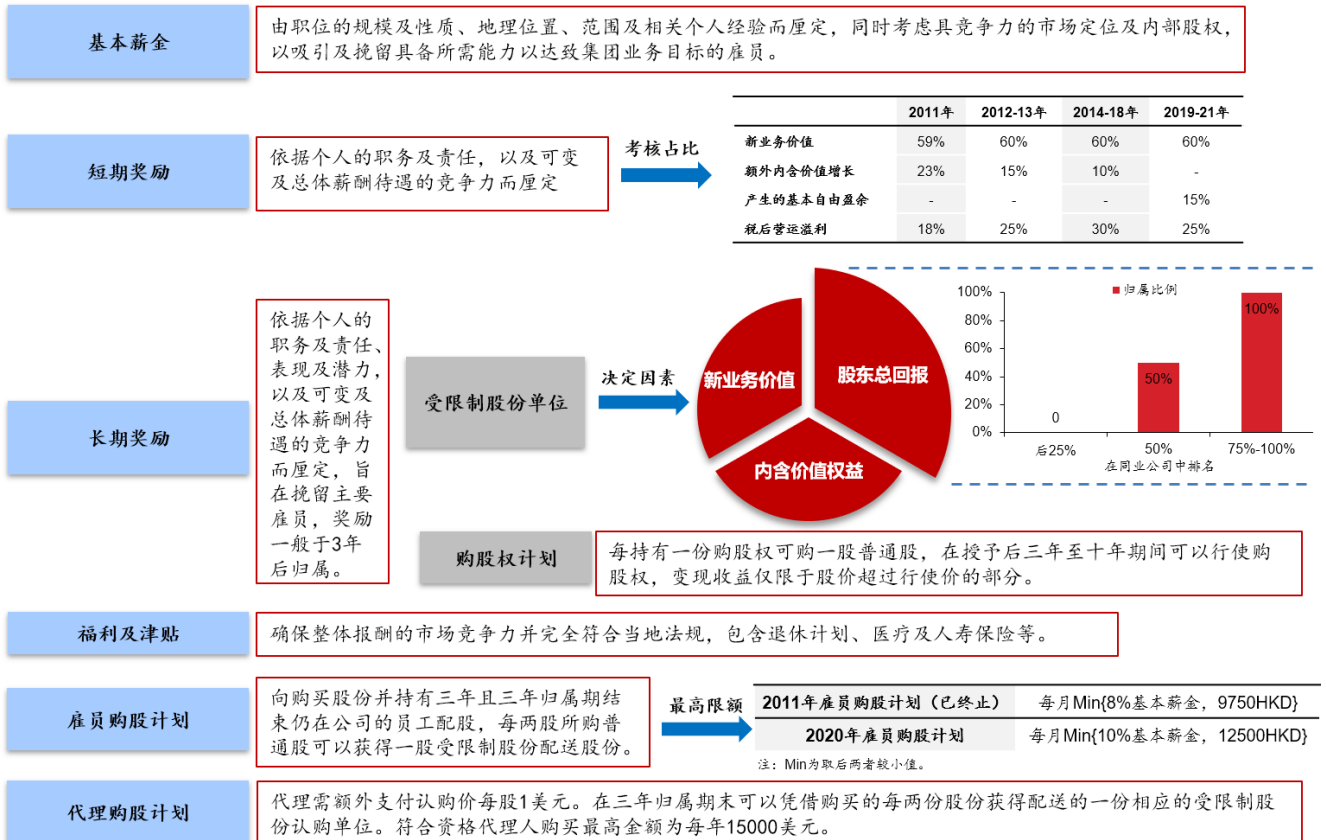 基本薪金
由职位的规模及性质、地理位置、范围及相关个人经验而厘定，同时考虑具竞争力的市场定位及内部股权，
以吸引及挽留具备所需能力以达致集团业务目标的雇员。
短期奖励
依据个人的职务及责任，以及可变
及总体薪酬待遇的竞争力而厘定
考核占比
2011年 2012-13年 2014-18年 2019-21年
新业务价值 59% 60% 60% 60%
额外内含价值增长 23% 15% 10% -
产生的基本自由盈余 - - - 15%
税后营运溢利 18% 25% 30% 25%
长期奖励
依据个人的
职务及责任、
表现及潜力，
以及可变及
总体薪酬待
遇的竞争力
而厘定，旨
在挽留主要
雇员，奖励
一般于3年
后归属。
受限制股份单位
决定因素
新业务价值
股东总回报
内含价值权益
归属比例
100%
80%
60%
40%
20%
0%
0
50%
100%
后25% 50% 75%-100%
在同业公司中排名
购股权计划
每持有一份购股权可购一股普通股，在授予后三年至十年期间可以行使购
股权，变现收益仅限于股价超过行使价的部分。
福利及津贴
确保整体报酬的市场竞争力并完全符合当地法规，包含退休计划、医疗及人寿保险等。
雇员购股计划
向购买股份并持有三年且三年归属期结
束仍在公司的员工配股，每两股所购普
通股可以获得一股受限制股份配送股份。
最高限额
2011年雇员购股计划（已终止） 每月Min{8%基本薪金，9750HKD}
2020年雇员购股计划 每月Min{10%基本薪金，12500HKD}
注：Min为取后两者较小值。
代理购股计划
代理需额外支付认购价每股1美元。在三年归属期末可以凭借购买的每两份股份获得配送的一份相应的受限制股
份认购单位。符合资格代理人购买最高金额为每年15000美元。